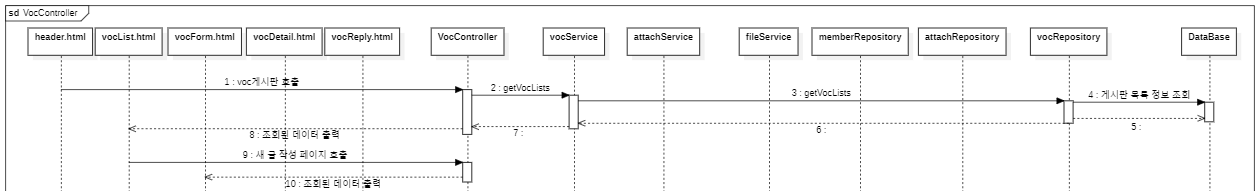 sd VocController
header.html
vocList.html
vocForm.html
vocDetail.html
vocReply.html
VocController
vocService
attachService
fileService
memberRepository
attachRepository
vocRepository
DataBase
1 : voc게시판 호출
2 : getVocLists
3 : getVocLists
4 : 게시판 목록 정보 조회
5 :
6 :
7 :
8 : 조회된 데이터 출력
9 : 새 글 작성 페이지 호출
10 : 조회된 데이터 출력